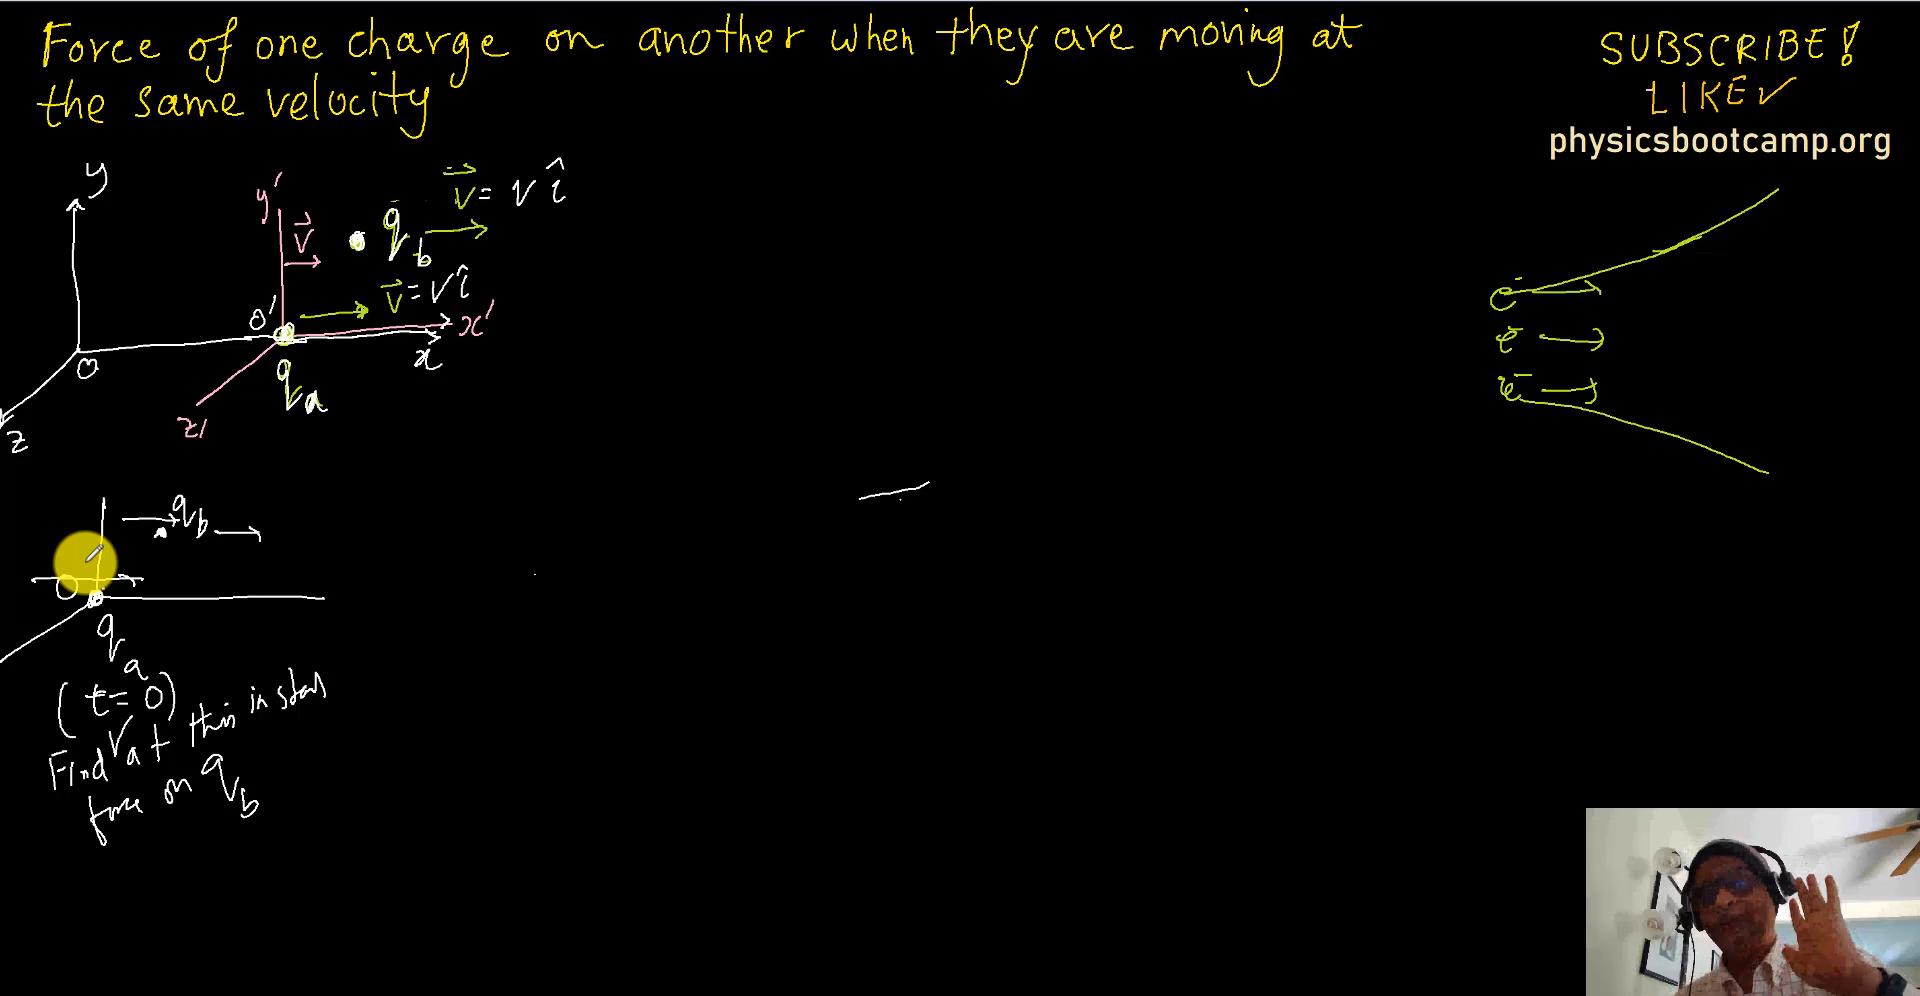 Force of one charge on another when they are moving at
the same velocity
SUBSCRIBE!
LIKE ✓
physicsbootcamp.org
y
y'
v⃗
q_b
v⃗ = v î
v⃗ = v î
O'
x'
x
O
q_a
z'
z
e⁻
e⁻
e⁻
q_b
O
q_a
(t=0)
Find at this instant
force on q_b